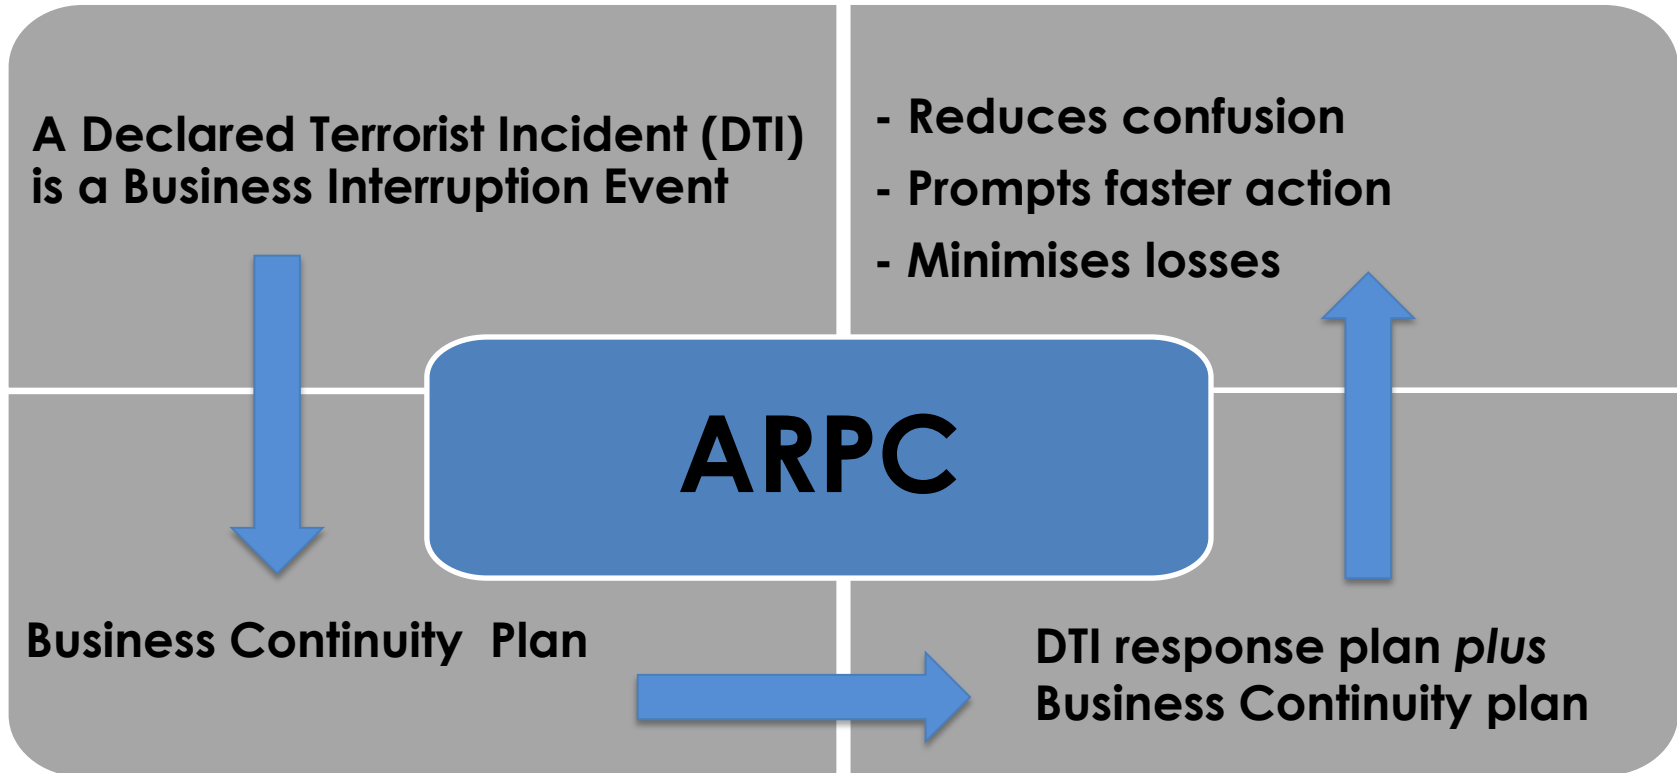 A Declared Terrorist Incident (DTI)
is a Business Interruption Event
- Reduces confusion
- Prompts faster action
- Minimises losses
ARPC
Business Continuity  Plan
DTI response plan plus
Business Continuity plan